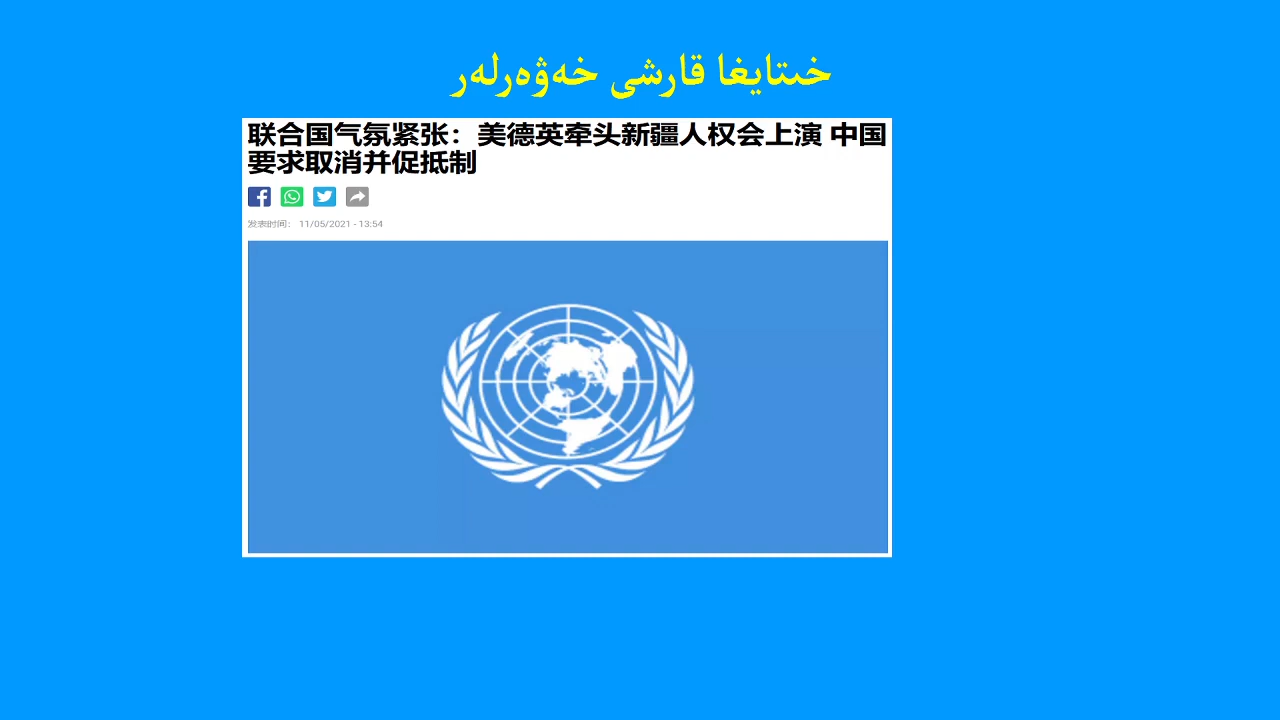 خىتايغا قارشى خەۋەرلەر
联合国气氛紧张：美德英牵头新疆人权会上演 中国
要求取消并促抵制
发表时间： 11/05/2021 - 13:54